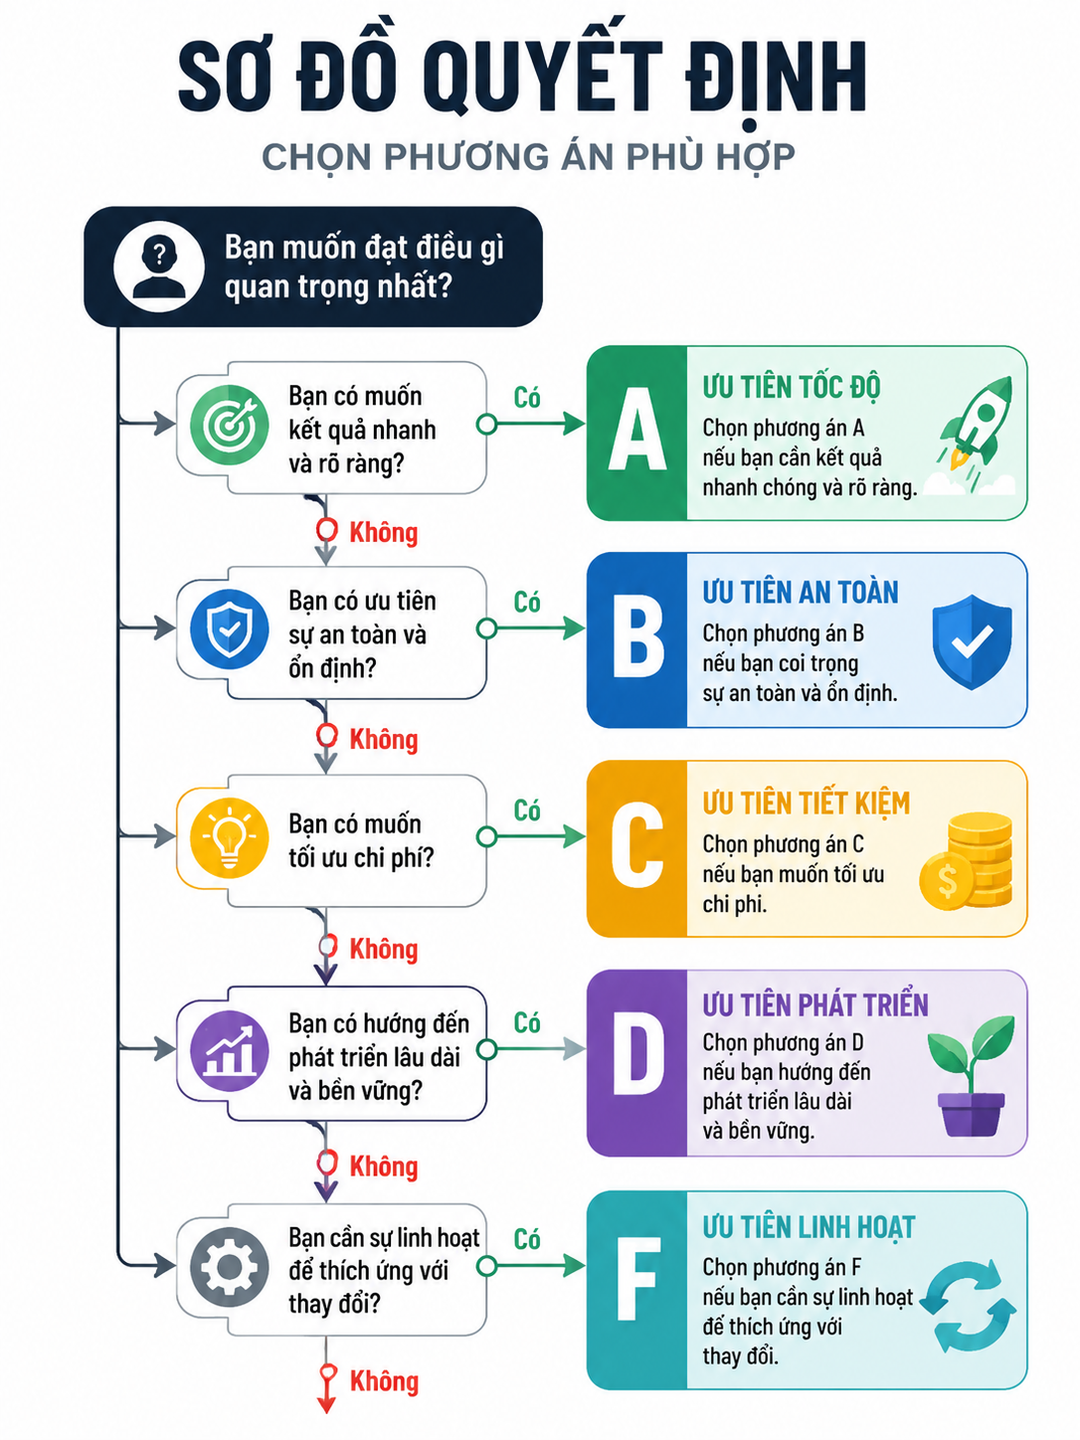 SƠ ĐỒ QUYẾT ĐỊNH
CHỌN PHƯƠNG ÁN PHÙ HỢP
?
Bạn muốn đạt điều gì
quan trọng nhất?
Bạn có muốn
kết quả nhanh
và rõ ràng?
Có
A
ƯU TIÊN TỐC ĐỘ
Chọn phương án A
nếu bạn cần kết quả
nhanh chóng và rõ ràng.
Không
Bạn có ưu tiên
sự an toàn và
ổn định?
Có
B
ƯU TIÊN AN TOÀN
Chọn phương án B
nếu bạn coi trọng
sự an toàn và ổn định.
Không
Bạn có muốn
tối ưu chi phí?
Có
C
ƯU TIÊN TIẾT KIỆM
Chọn phương án C
nếu bạn muốn tối ưu
chi phi.
$
Không
Bạn có hướng đến
phát triển lâu dài
và bền vững?
Có
D
ƯU TIÊN PHÁT TRIỂN
Chọn phương án D
nếu bạn hướng đến
phát triển lâu dài
và bền vững.
Không
Bạn cần sự linh hoạt
để thích ứng với
thay đổi?
Có
F
ƯU TIÊN LINH HOẠT
Chọn phương án F
nếu bạn cần sự linh hoạt
để thích ứng với
thay đổi.
Không